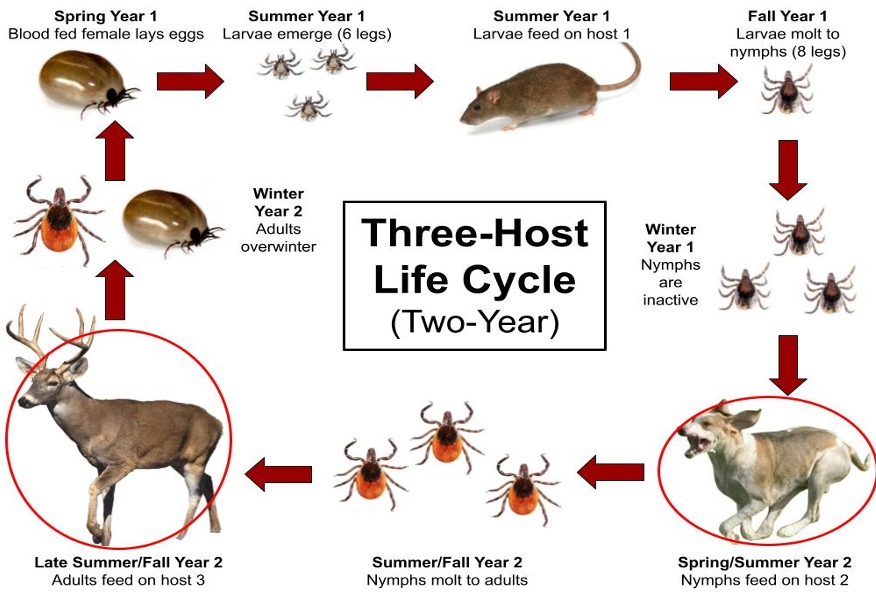 Spring Year 1
Blood fed female lays eggs
Summer Year 1
Larvae emerge (6 legs)
Summer Year 1
Larvae feed on host 1
Fall Year 1
Larvae molt to
nymphs (8 legs)
Winter
Year 2
Adults
overwinter
Three-Host
Life Cycle
(Two-Year)
Winter
Year 1
Nymphs
are
inactive
Late Summer/Fall Year 2
Adults feed on host 3
Summer/Fall Year 2
Nymphs molt to adults
Spring/Summer Year 2
Nymphs feed on host 2